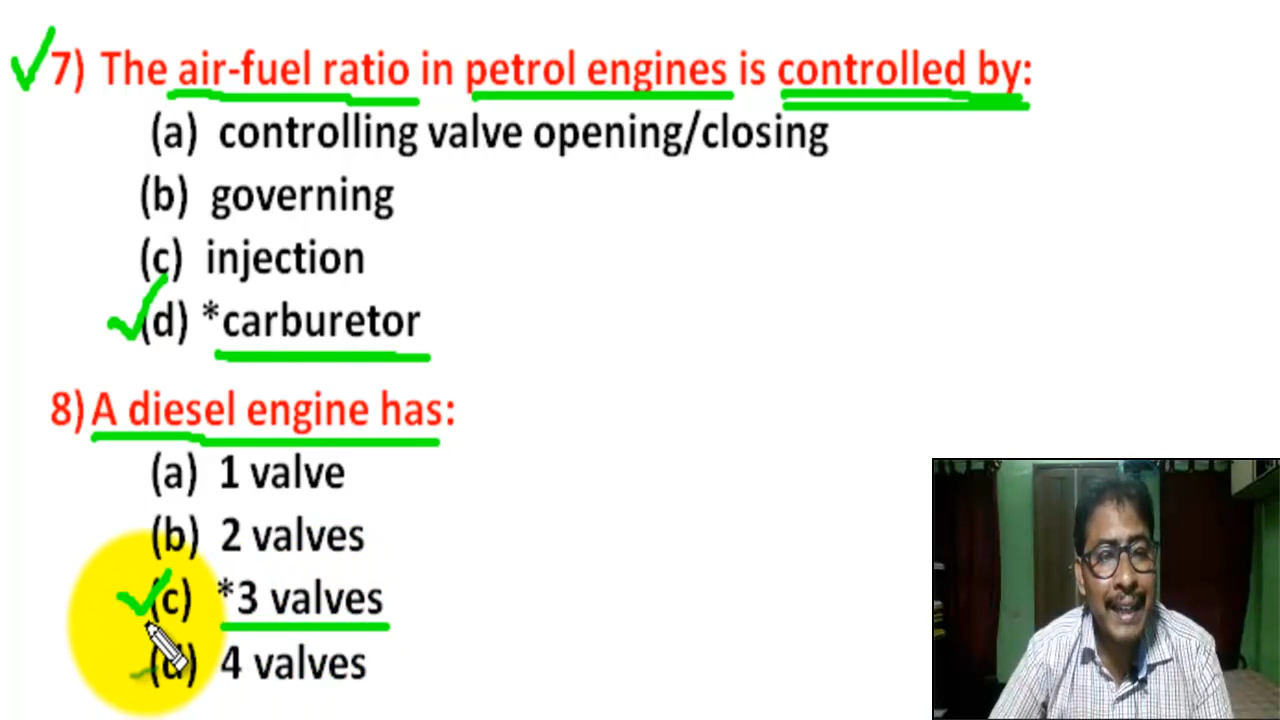 7) The air-fuel ratio in petrol engines is controlled by:
(a) controlling valve opening/closing
(b) governing
(c) injection
(d) *carburetor
8) A diesel engine has:
(a) 1 valve
(b) 2 valves
(c) *3 valves
(d) 4 valves